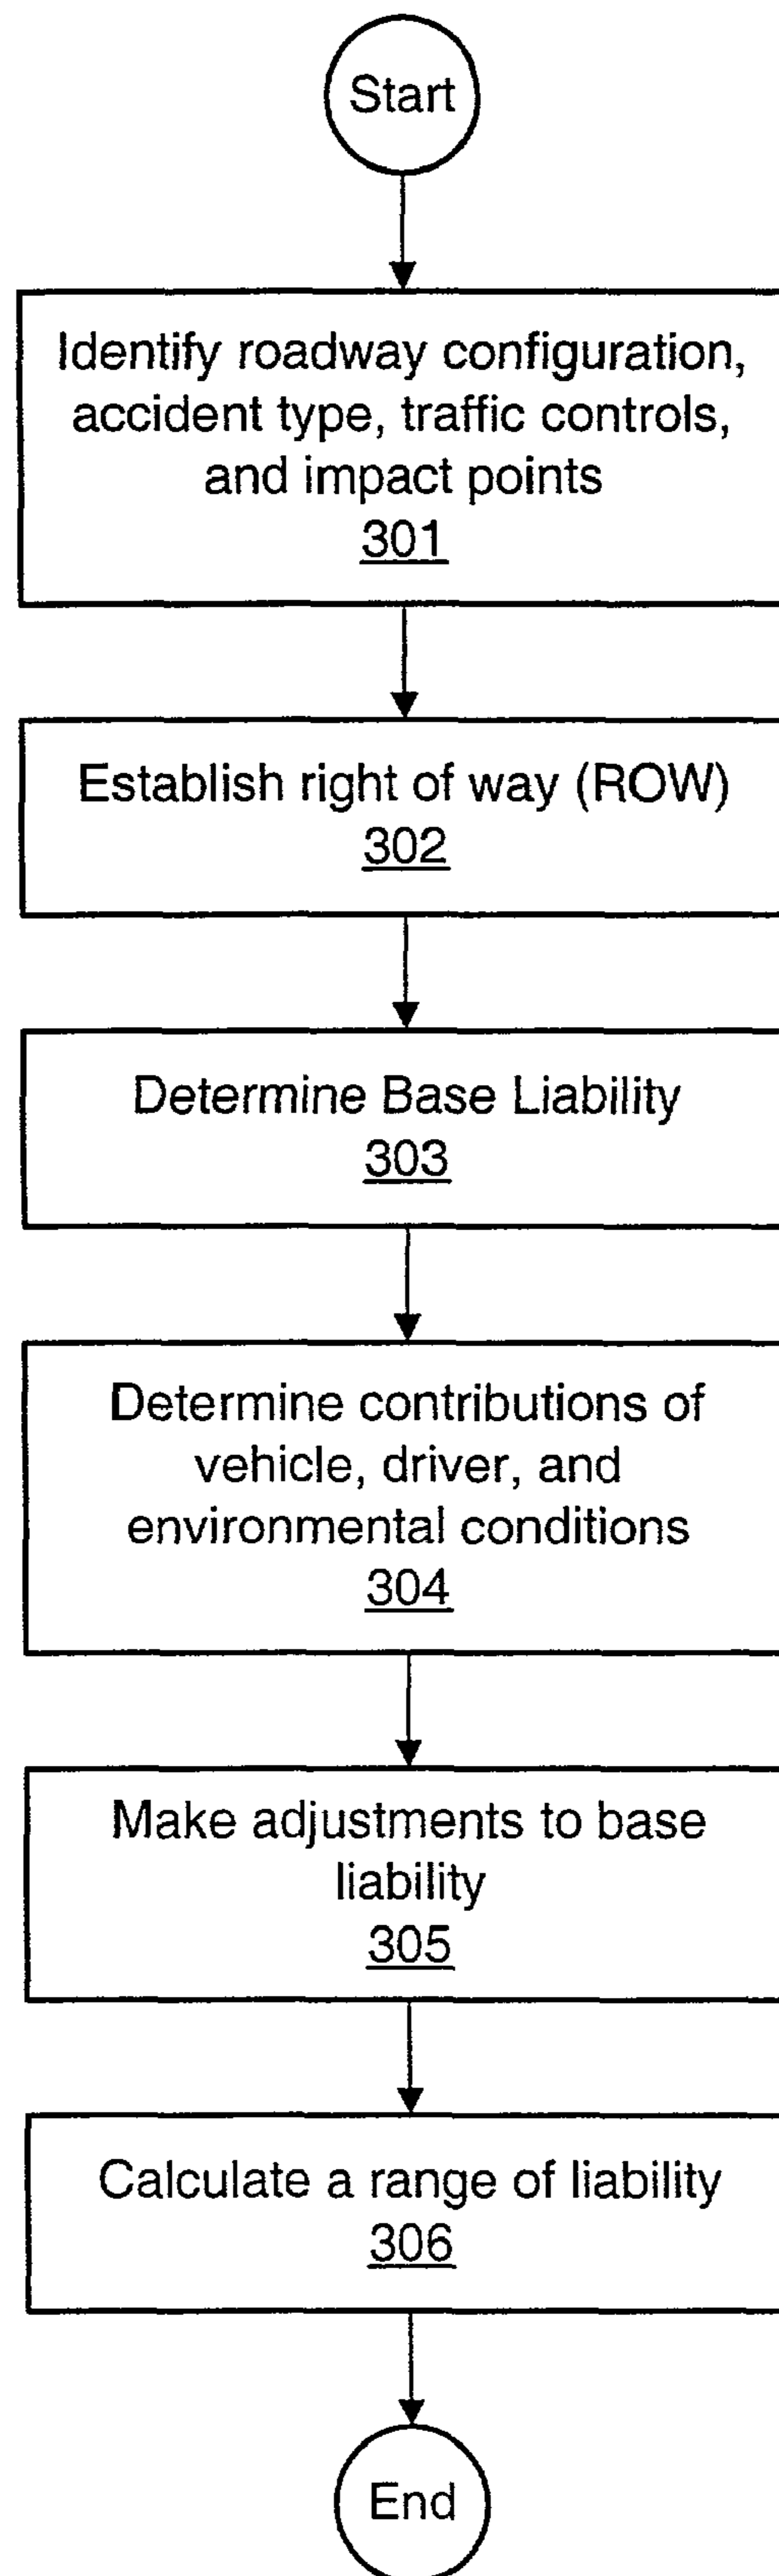 Start
Identify roadway configuration,
accident type, traffic controls,
and impact points
301
Establish right of way (ROW)
302
Determine Base Liability
303
Determine contributions of
vehicle, driver, and
environmental conditions
304
Make adjustments to base
liability
305
Calculate a range of liability
306
End